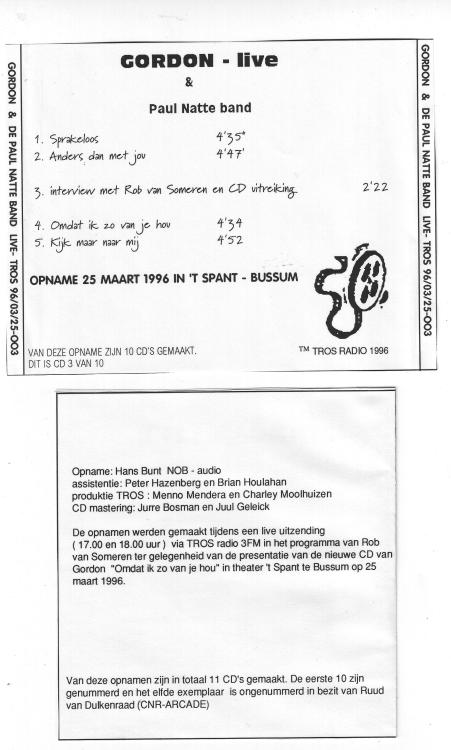 GORDON - live
&
Paul Natte band
1. Sprakeloos 4'35"
2. Anders dan met jou 4'47'
3. interview met Rob van Someren en CD uitreiking 2'22
4. Omdat ik zo van je hou 4'34
5. Kijk maar naar mij 4'52
OPNAME 25 MAART 1996 IN 'T SPANT - BUSSUM
VAN DEZE OPNAME ZIJN 10 CD'S GEMAAKT.
DIT IS CD 3 VAN 10
TM TROS RADIO 1996
GORDON & DE PAUL NATTE BAND LIVE- TROS 96/03/25-003
GORDON & DE PAUL NATTE BAND LIVE- TROS 96/03/25-003
Opname: Hans Bunt NOB - audio
assistentie: Peter Hazenberg en Brian Houlahan
produktie TROS : Menno Mendera en Charley Moolhuizen
CD mastering: Jurre Bosman en Juul Geleick
De opnamen werden gemaakt tijdens een live uitzending
( 17.00 en 18.00 uur ) via TROS radio 3FM in het programma van Rob
van Someren ter gelegenheid van de presentatie van de nieuwe CD van
Gordon "Omdat ik zo van je hou" in theater 't Spant te Bussum op 25
maart 1996.
Van deze opnamen zijn in totaal 11 CD's gemaakt. De eerste 10 zijn
genummerd en het elfde exemplaar is ongenummerd in bezit van Ruud
van Dulkenraad (CNR-ARCADE)